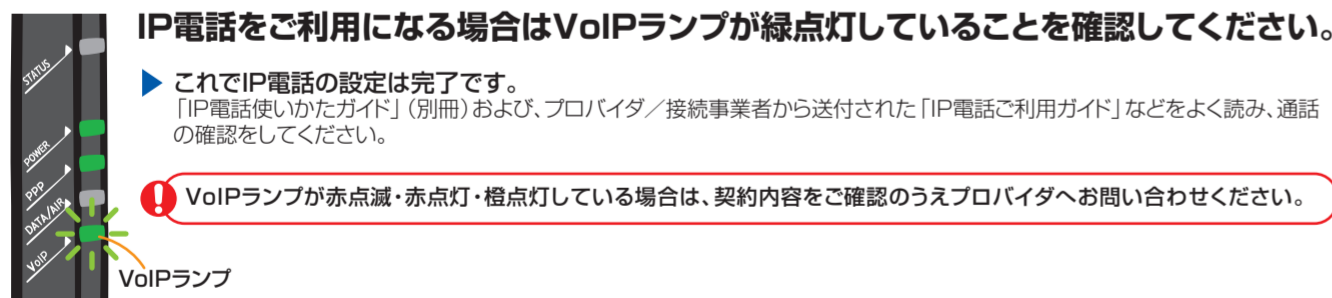 IP電話をご利用になる場合はVoIPランプが緑点灯していることを確認してください。
これでIP電話の設定は完了です。
「IP電話使いかたガイド」(別冊)および、プロバイダ／接続事業者から送付された「IP電話ご利用ガイド」などをよく読み、通話
の確認をしてください。
VoIPランプが赤点滅・赤点灯・橙点灯している場合は、契約内容をご確認のうえプロバイダへお問い合わせください。
STATUS
POWER
PPP
DATA/AIR
VoIP
VoIPランプ